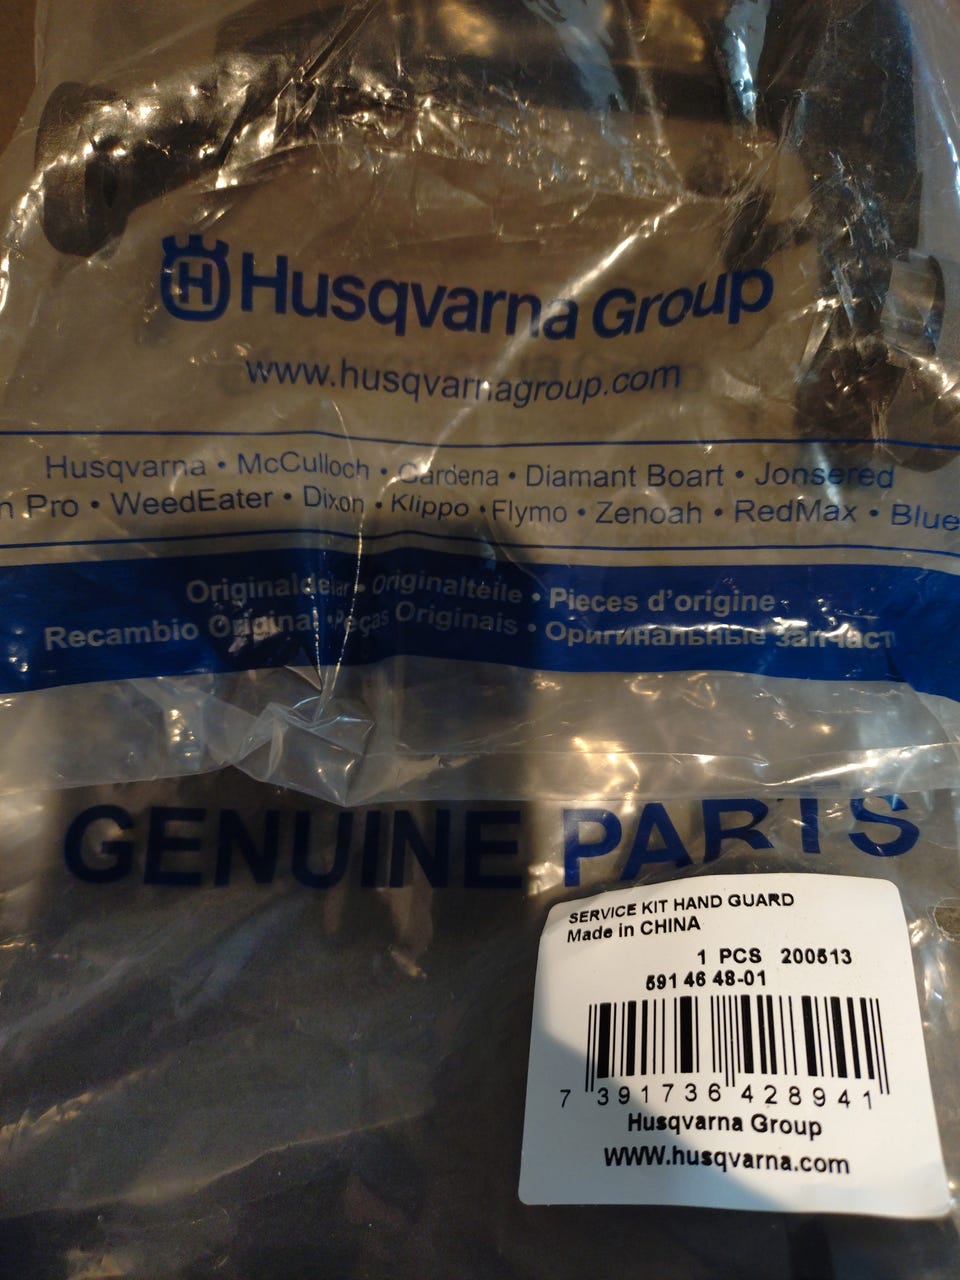 H Husqvarna Group
www.husqvarnagroup.com
Husqvarna • McCulloch • Gardena • Diamant Boart • Jonsered
n Pro • WeedEater • Dixon • Klippo • Flymo • Zenoah • RedMax • Blue
Originaldelar • Originalteile • Pieces d'origine
Recambio Original • Peças Originais • Оригинальные запчаст
GENUINE PARTS
SERVICE KIT HAND GUARD
Made in CHINA
1 PCS 200513
591 46 48-01
7 391736 428941
Husqvarna Group
www.husqvarna.com